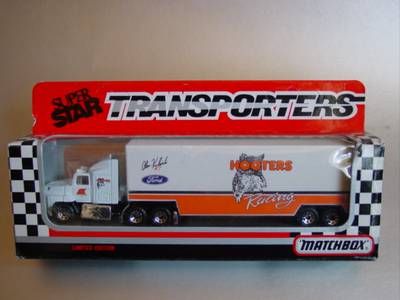 SUPER
STAR
TRANSPORTERS
HOOTERS
Racing
Ford
LIMITED EDITION
MATCHBOX